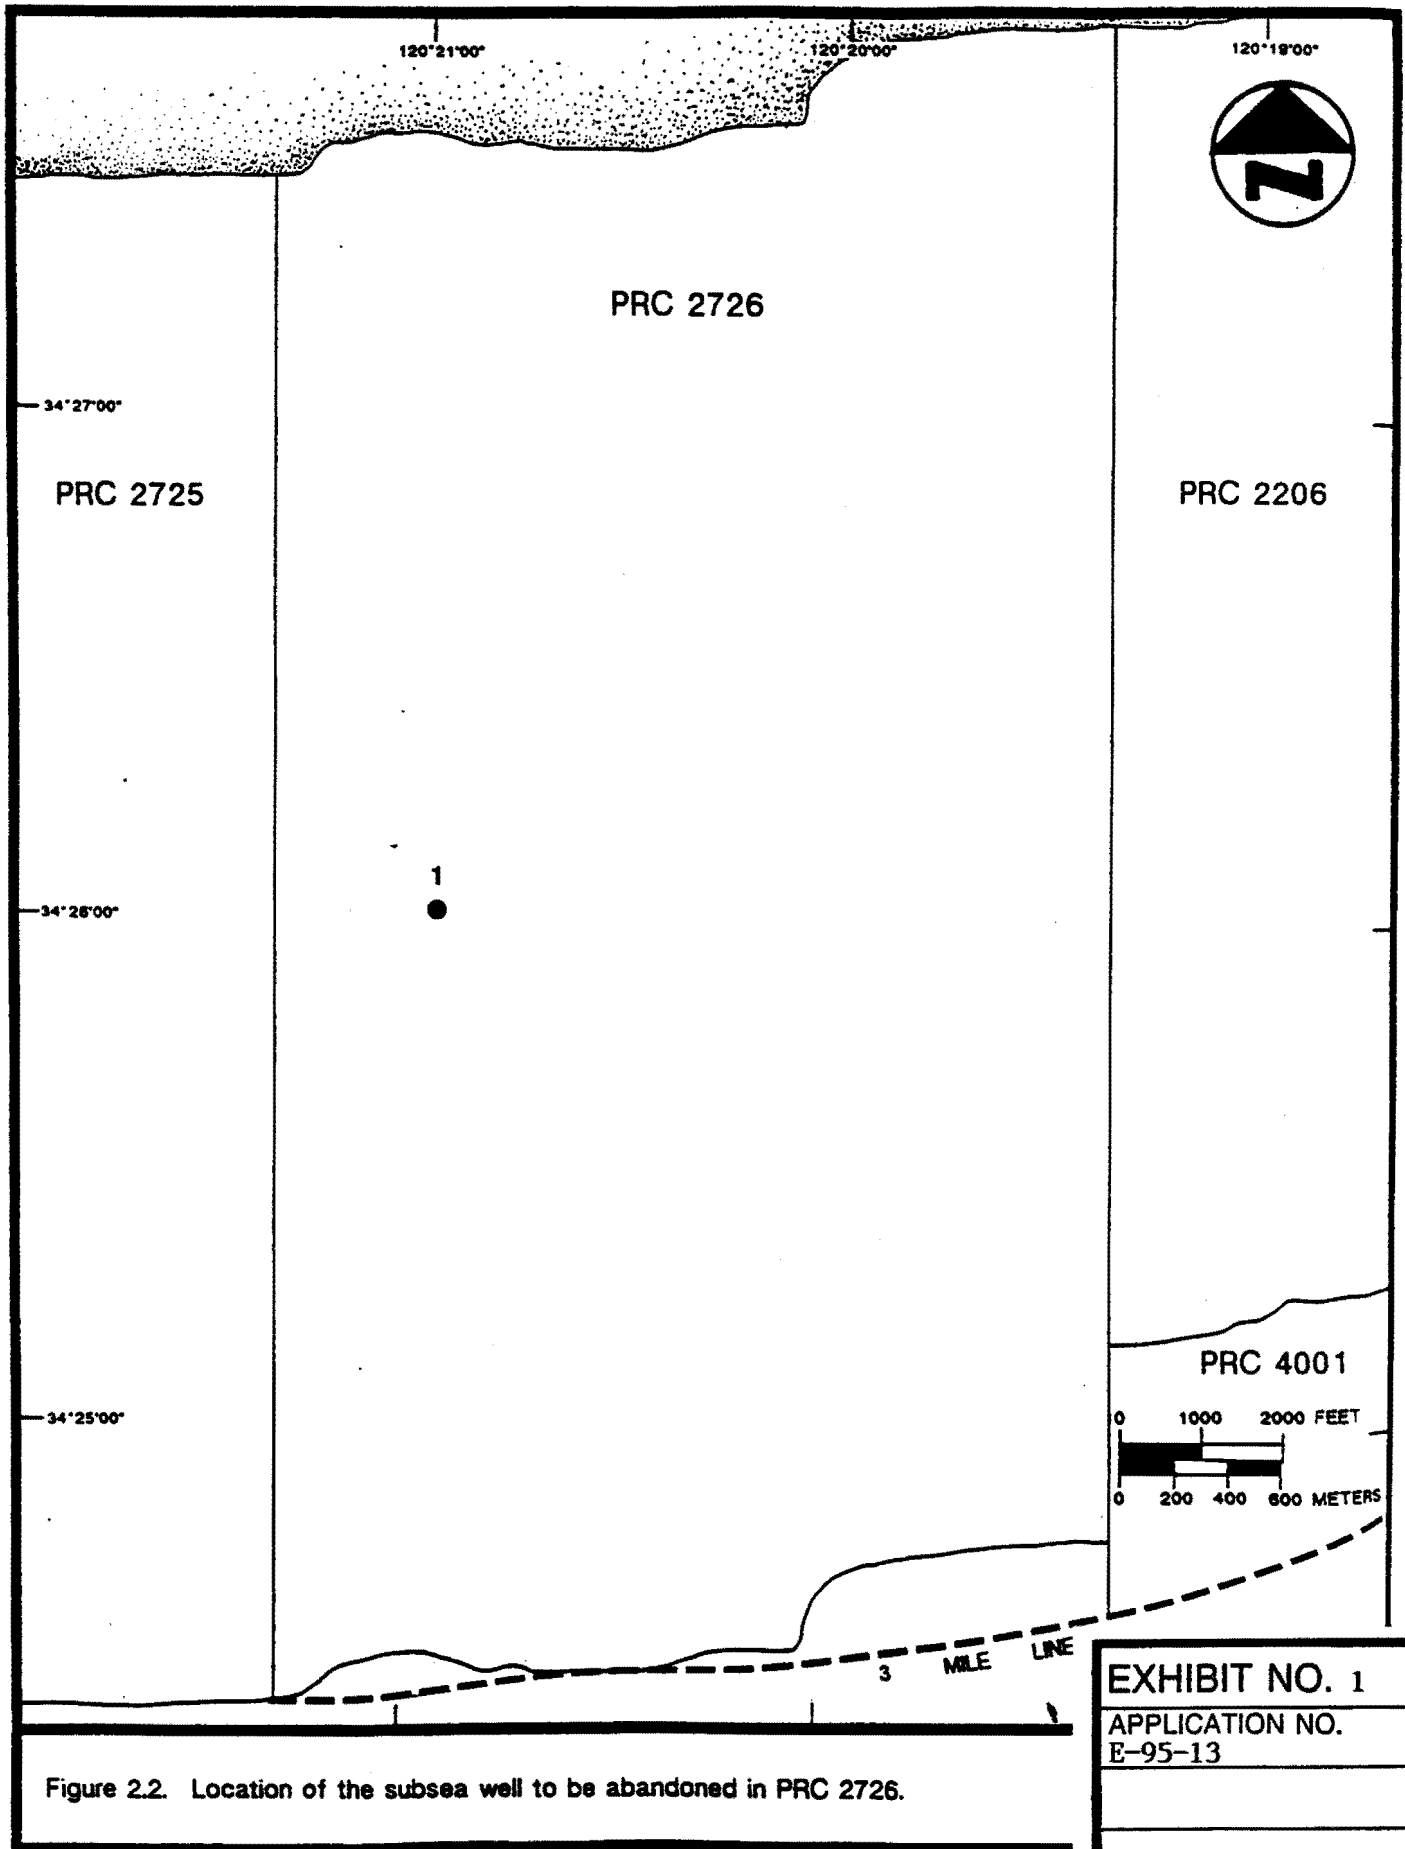 120°21'00"
120°20'00"
120°19'00"
N
PRC 2726
34°27'00"
PRC 2725
PRC 2206
1
34°26'00"
PRC 4001
34°25'00"
0 1000 2000 FEET
0 200 400 600 METERS
3 MILE LINE
EXHIBIT NO. 1
APPLICATION NO.
E-95-13
Figure 2.2. Location of the subsea well to be abandoned in PRC 2726.